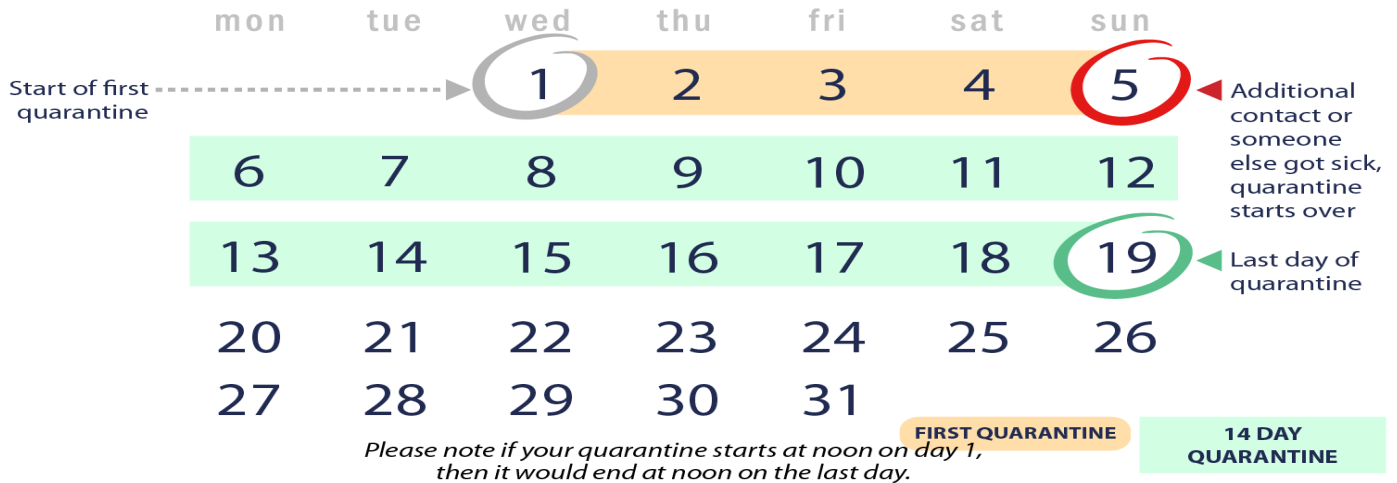 mon tue wed thu fri sat sun
Start of first
quarantine
1 2 3 4 5
Additional
contact or
someone
else got sick,
quarantine
starts over
6 7 8 9 10 11 12
13 14 15 16 17 18 19
Last day of
quarantine
20 21 22 23 24 25 26
27 28 29 30 31
FIRST QUARANTINE
14 DAY
QUARANTINE
Please note if your quarantine starts at noon on day 1,
then it would end at noon on the last day.